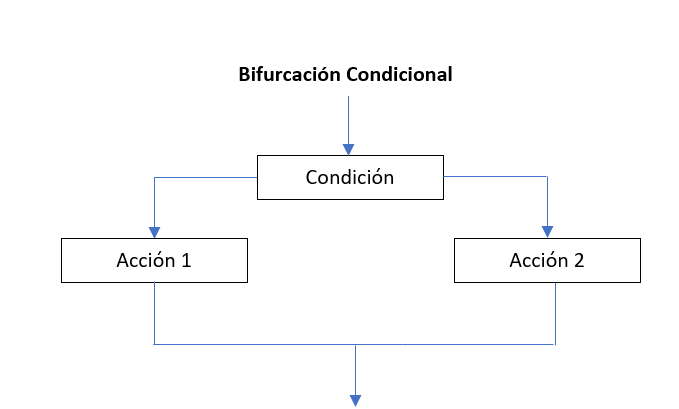 Bifurcación Condicional
Condición
Acción 1
Acción 2